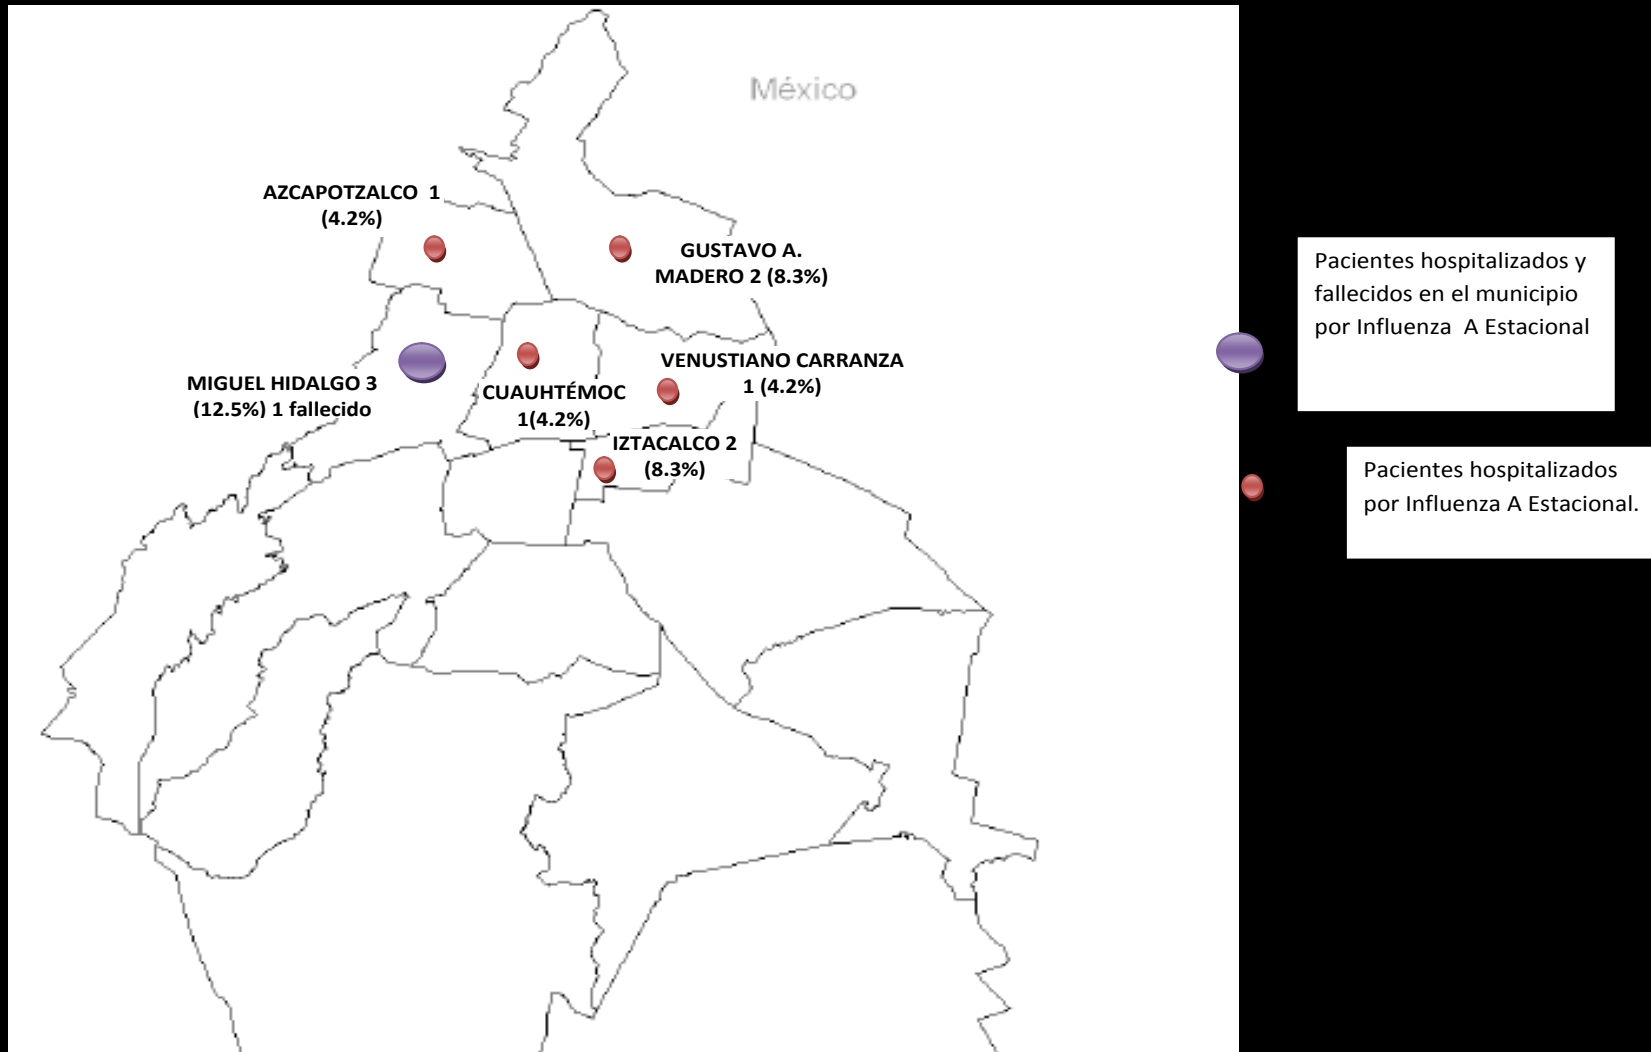 México
AZCAPOTZALCO 1
(4.2%)
GUSTAVO A.
MADERO 2 (8.3%)
MIGUEL HIDALGO 3
(12.5%) 1 fallecido
CUAUHTÉMOC
1(4.2%)
VENUSTIANO CARRANZA
1 (4.2%)
IZTACALCO 2
(8.3%)
Pacientes hospitalizados y
fallecidos en el municipio
por Influenza A Estacional
Pacientes hospitalizados
por Influenza A Estacional.